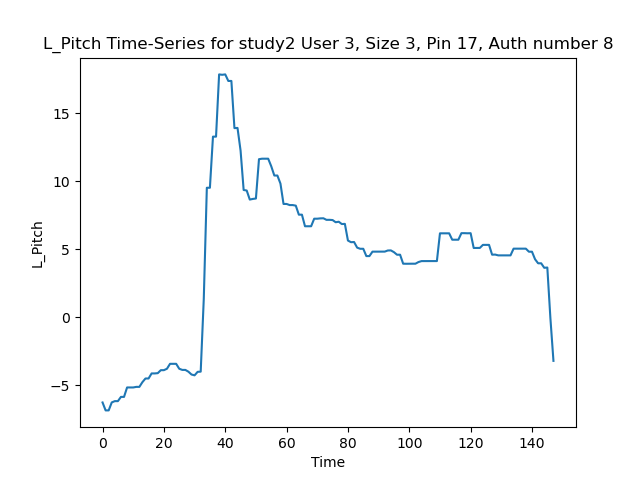 L_Pitch Time-Series for study2 User 3, Size 3, Pin 17, Auth number 8
15
10
5
0
−5
L_Pitch
0 20 40 60 80 100 120 140
Time